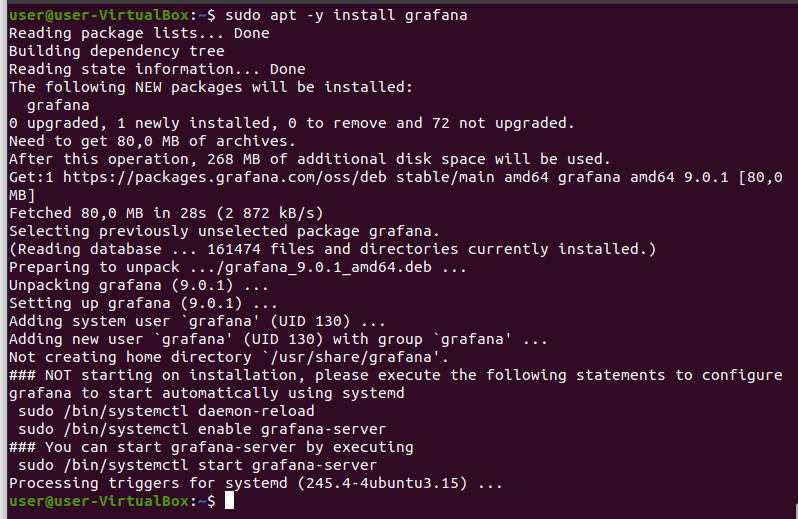 user@user-VirtualBox:~$ sudo apt -y install grafana
Reading package lists... Done
Building dependency tree
Reading state information... Done
The following NEW packages will be installed:
  grafana
0 upgraded, 1 newly installed, 0 to remove and 72 not upgraded.
Need to get 80,0 MB of archives.
After this operation, 268 MB of additional disk space will be used.
Get:1 https://packages.grafana.com/oss/deb stable/main amd64 grafana amd64 9.0.1 [80,0
MB]
Fetched 80,0 MB in 28s (2 872 kB/s)
Selecting previously unselected package grafana.
(Reading database ... 161474 files and directories currently installed.)
Preparing to unpack .../grafana_9.0.1_amd64.deb ...
Unpacking grafana (9.0.1) ...
Setting up grafana (9.0.1) ...
Adding system user `grafana' (UID 130) ...
Adding new user `grafana' (UID 130) with group `grafana' ...
Not creating home directory `/usr/share/grafana'.
### NOT starting on installation, please execute the following statements to configure
grafana to start automatically using systemd
 sudo /bin/systemctl daemon-reload
 sudo /bin/systemctl enable grafana-server
### You can start grafana-server by executing
 sudo /bin/systemctl start grafana-server
Processing triggers for systemd (245.4-4ubuntu3.15) ...
user@user-VirtualBox:~$